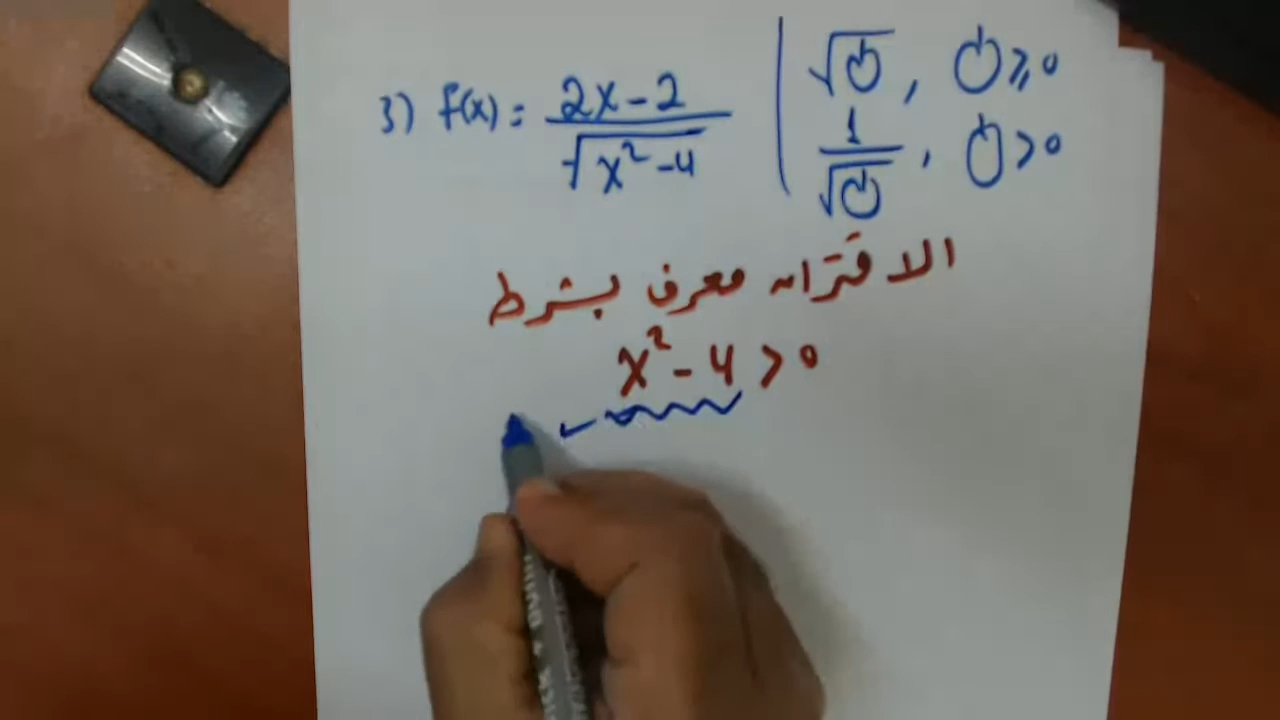 3) f(x) = (2x-2)/√(x²-4)
√ن , ن ≥ 0
1/√ن , ن > 0
الاقتران معرف بشرط
x² - 4 > 0